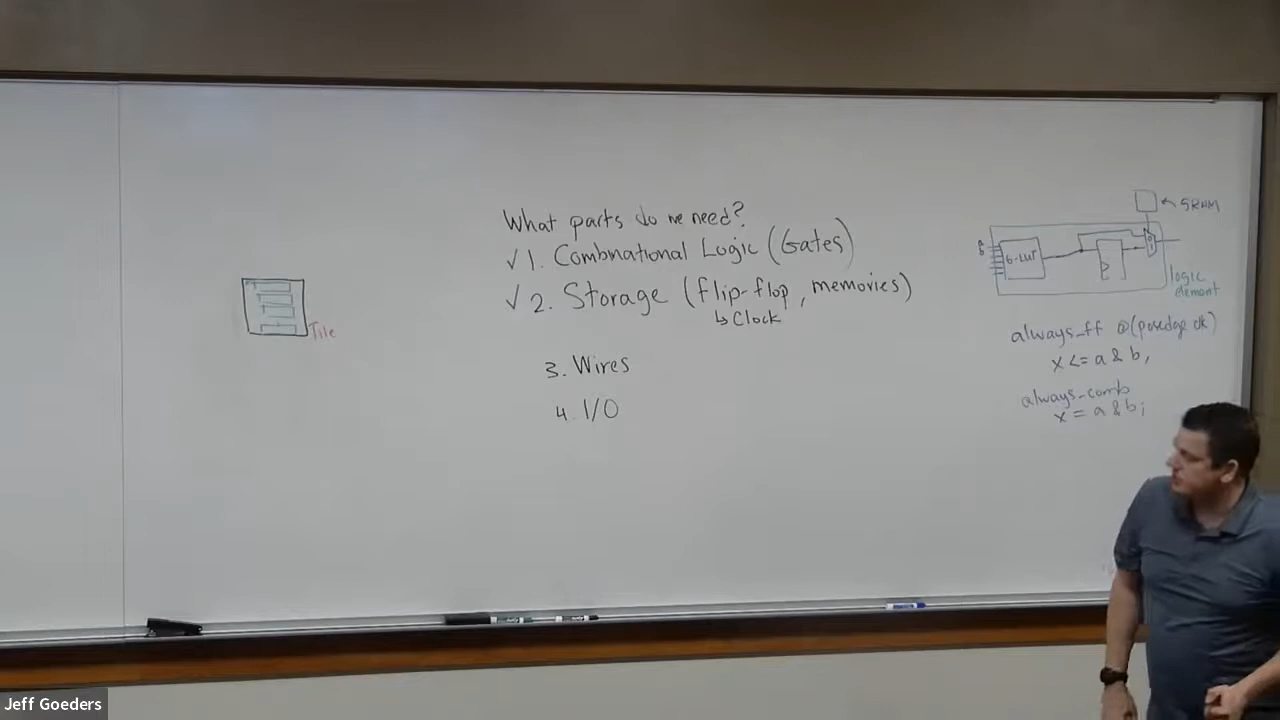 What parts do we need?
✓ 1. Combinational Logic (Gates)
✓ 2. Storage (flip-flop, memories)
↳ Clock
3. Wires
4. I/O
Tile
SRAM
6-LUT
logic
element
always_ff @(posedge clk)
x <= a & b;
always_comb
x = a & b;
Jeff Goeders